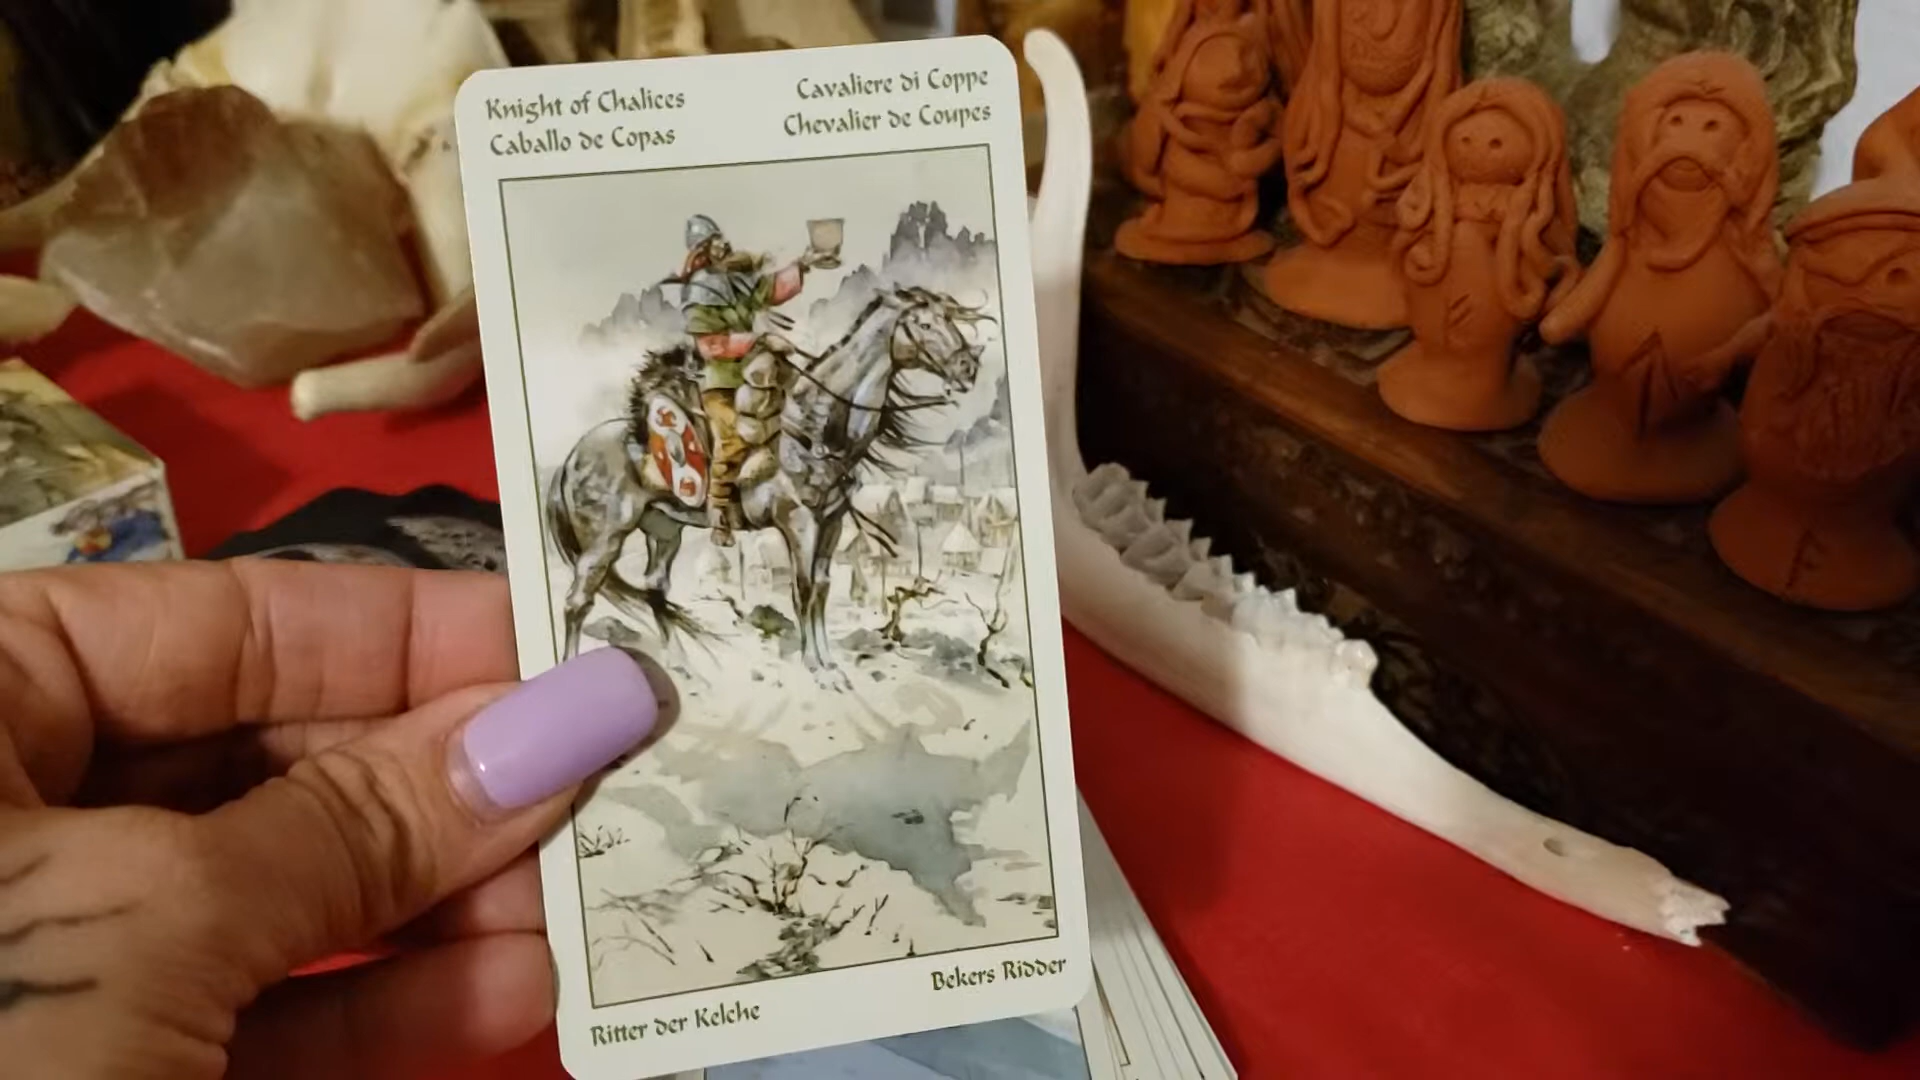 Knight of Chalices
Caballo de Copas
Cavaliere di Coppe
Chevalier de Coupes
Ritter der Kelche
Bekers Ridder